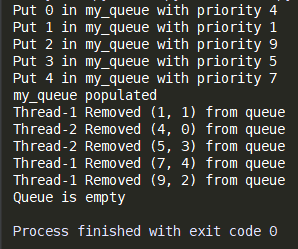 Put 0 in my_queue with priority 4
Put 1 in my_queue with priority 1
Put 2 in my_queue with priority 9
Put 3 in my_queue with priority 5
Put 4 in my_queue with priority 7
my_queue populated
Thread-1 Removed (1, 1) from queue
Thread-2 Removed (4, 0) from queue
Thread-2 Removed (5, 3) from queue
Thread-1 Removed (7, 4) from queue
Thread-1 Removed (9, 2) from queue
Queue is empty
Process finished with exit code 0